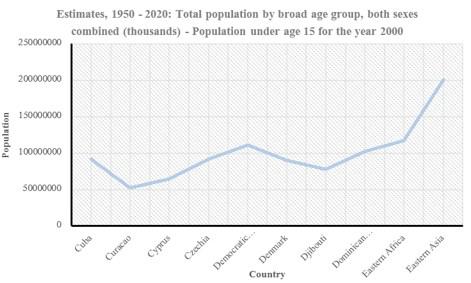 Estimates, 1950 - 2020: Total population by broad age group, both sexes
combined (thousands) - Population under age 15 for the year 2000
250000000
200000000
150000000
100000000
50000000
0
Population
Cuba
Curacao
Cyprus
Czechia
Democratic...
Denmark
Djibouti
Dominican...
Eastern Africa
Eastern Asia
Country